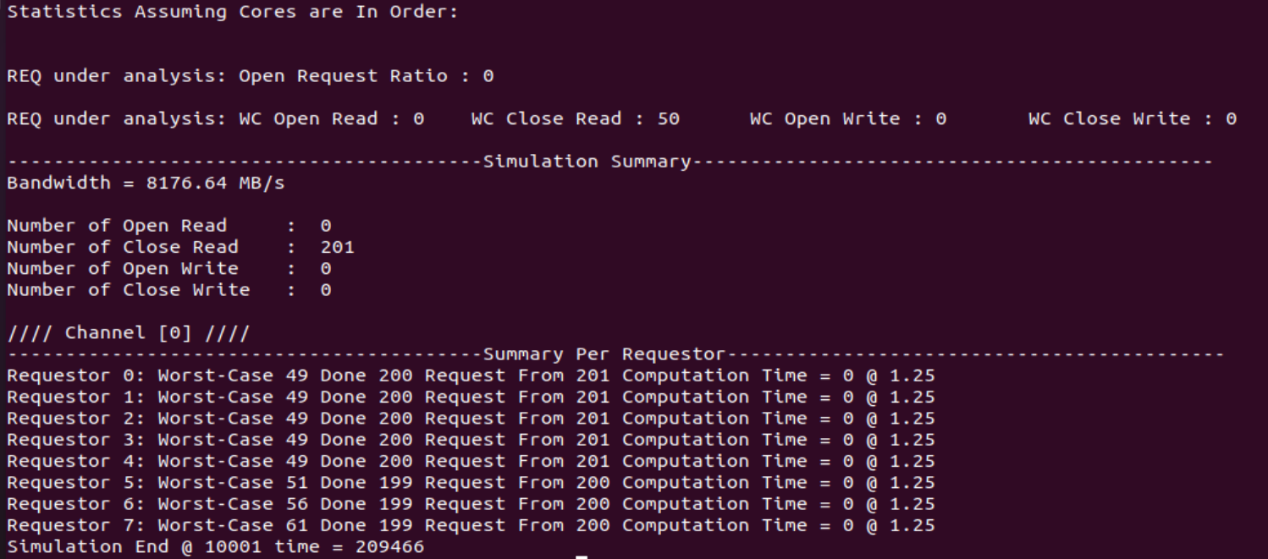 Statistics Assuming Cores are In Order:
REQ under analysis: Open Request Ratio : 0
REQ under analysis: WC Open Read : 0    WC Close Read : 50      WC Open Write : 0       WC Close Write : 0
-----------------------------------------Simulation Summary---------------------------------------------
Bandwidth = 8176.64 MB/s
Number of Open Read     :  0
Number of Close Read    :  201
Number of Open Write    :  0
Number of Close Write   :  0
//// Channel [0] ////
-----------------------------------------Summary Per Requestor-------------------------------------------
Requestor 0: Worst-Case 49 Done 200 Request From 201 Computation Time = 0 @ 1.25
Requestor 1: Worst-Case 49 Done 200 Request From 201 Computation Time = 0 @ 1.25
Requestor 2: Worst-Case 49 Done 200 Request From 201 Computation Time = 0 @ 1.25
Requestor 3: Worst-Case 49 Done 200 Request From 201 Computation Time = 0 @ 1.25
Requestor 4: Worst-Case 49 Done 200 Request From 201 Computation Time = 0 @ 1.25
Requestor 5: Worst-Case 51 Done 199 Request From 200 Computation Time = 0 @ 1.25
Requestor 6: Worst-Case 56 Done 199 Request From 200 Computation Time = 0 @ 1.25
Requestor 7: Worst-Case 61 Done 199 Request From 200 Computation Time = 0 @ 1.25
Simulation End @ 10001 time = 209466